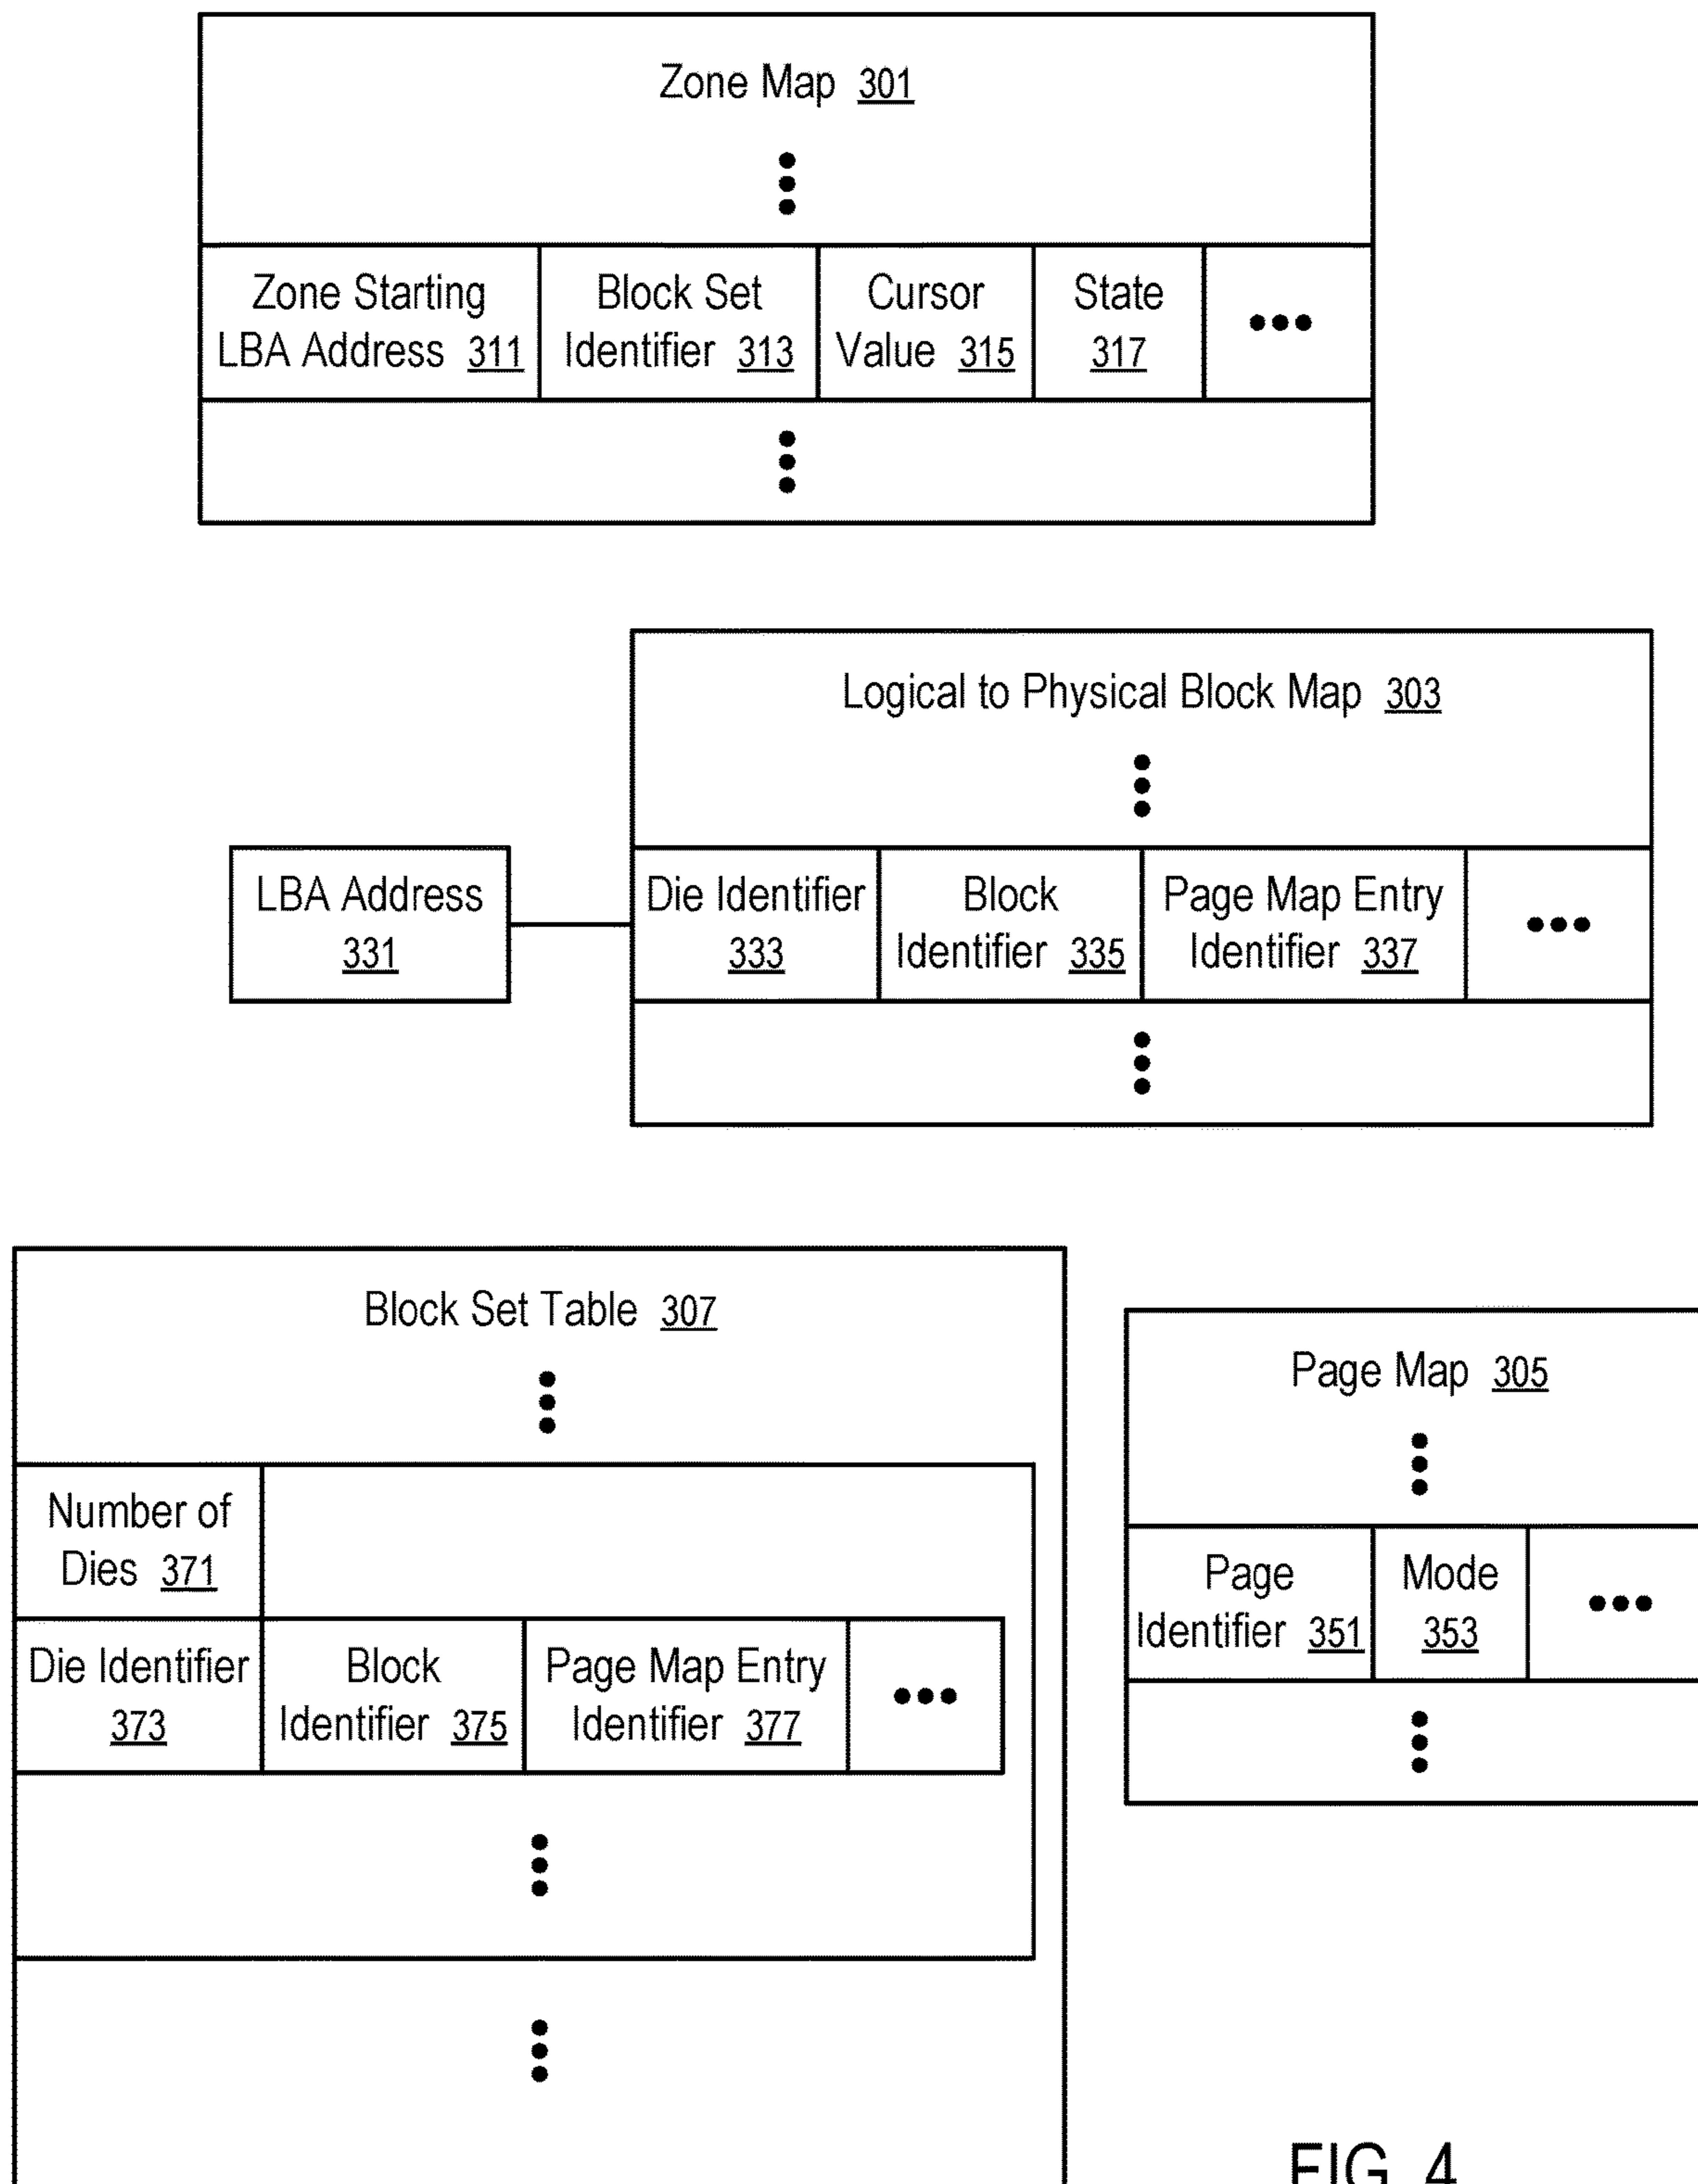 Zone Map 301
Zone Starting
LBA Address 311
Block Set
Identifier 313
Cursor
Value 315
State
317
Logical to Physical Block Map 303
LBA Address
331
Die Identifier
333
Block
Identifier 335
Page Map Entry
Identifier 337
Block Set Table 307
Number of
Dies 371
Die Identifier
373
Block
Identifier 375
Page Map Entry
Identifier 377
Page Map 305
Page
Identifier 351
Mode
353
FIG. 4